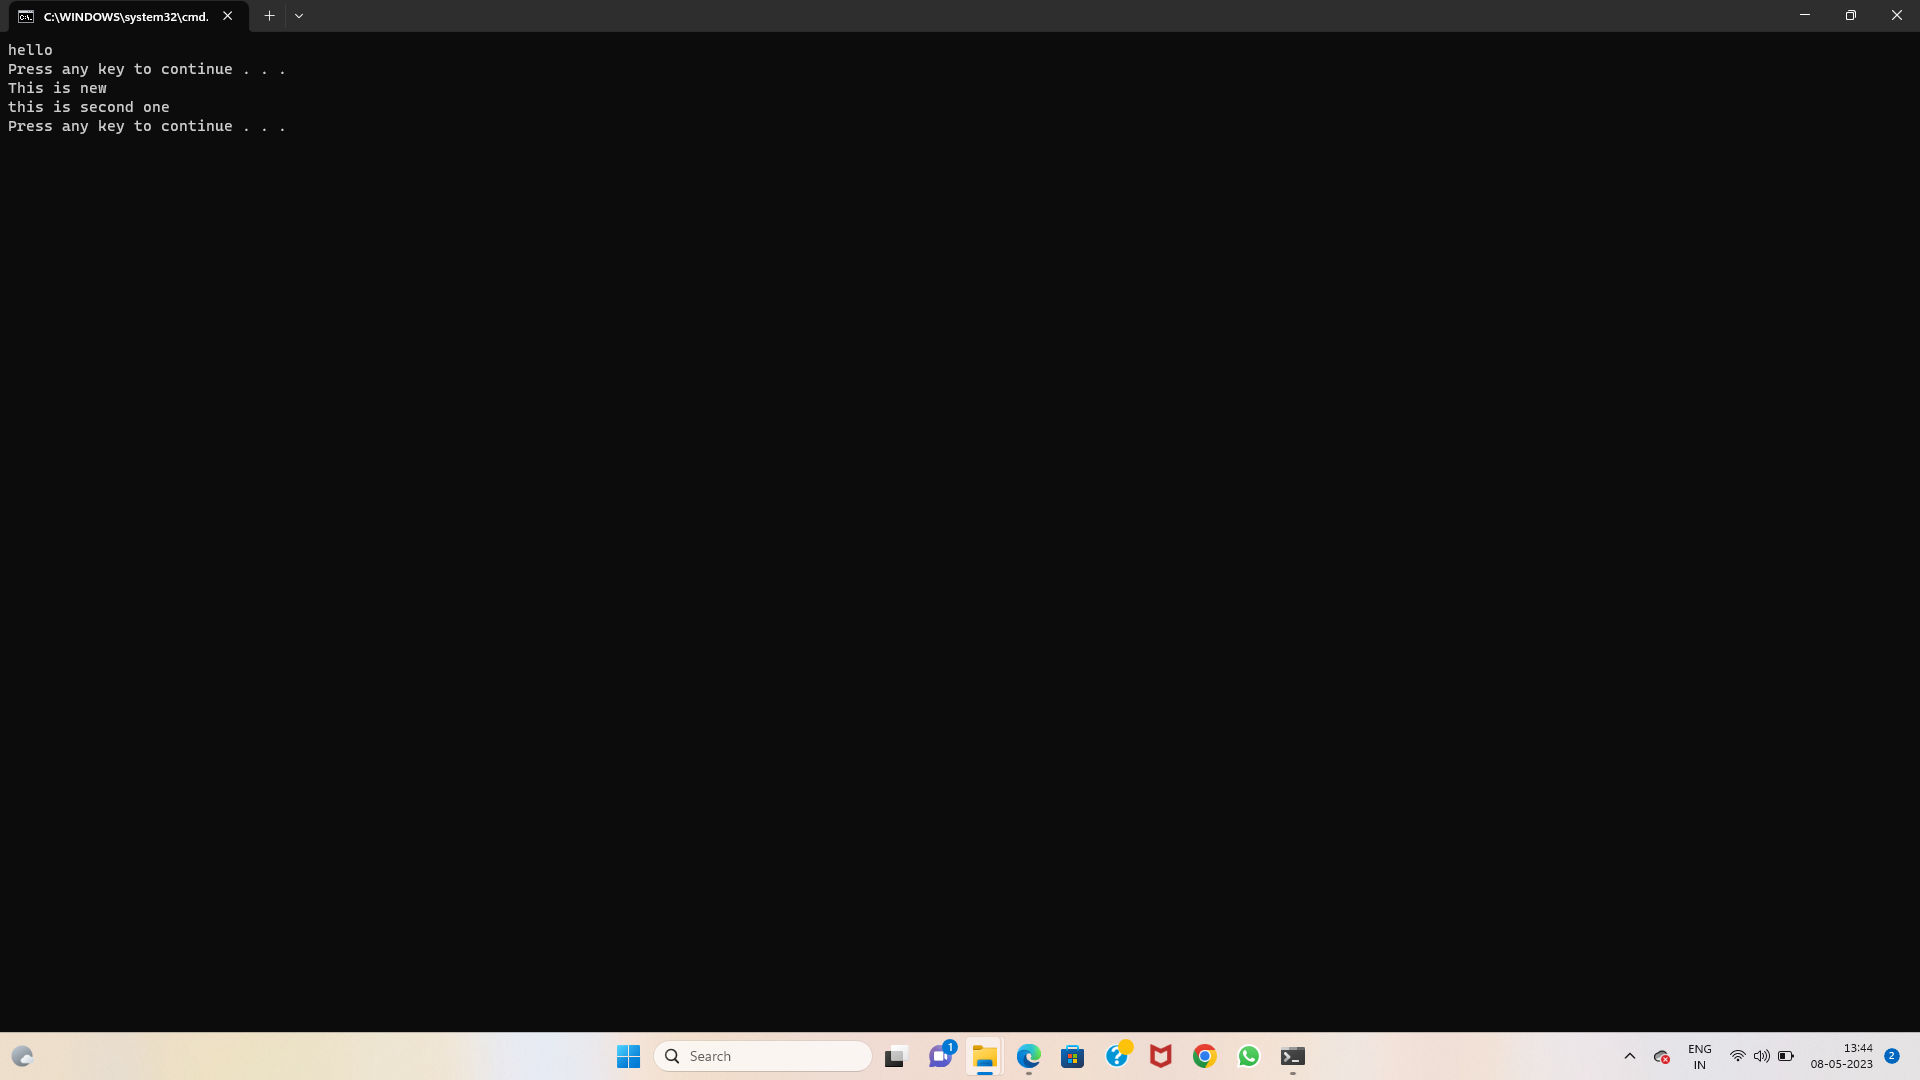 C:\WINDOWS\system32\cmd.
hello
Press any key to continue . . .
This is new
this is second one
Press any key to continue . . .
Search
1
ENG
IN
13:44
08-05-2023
2